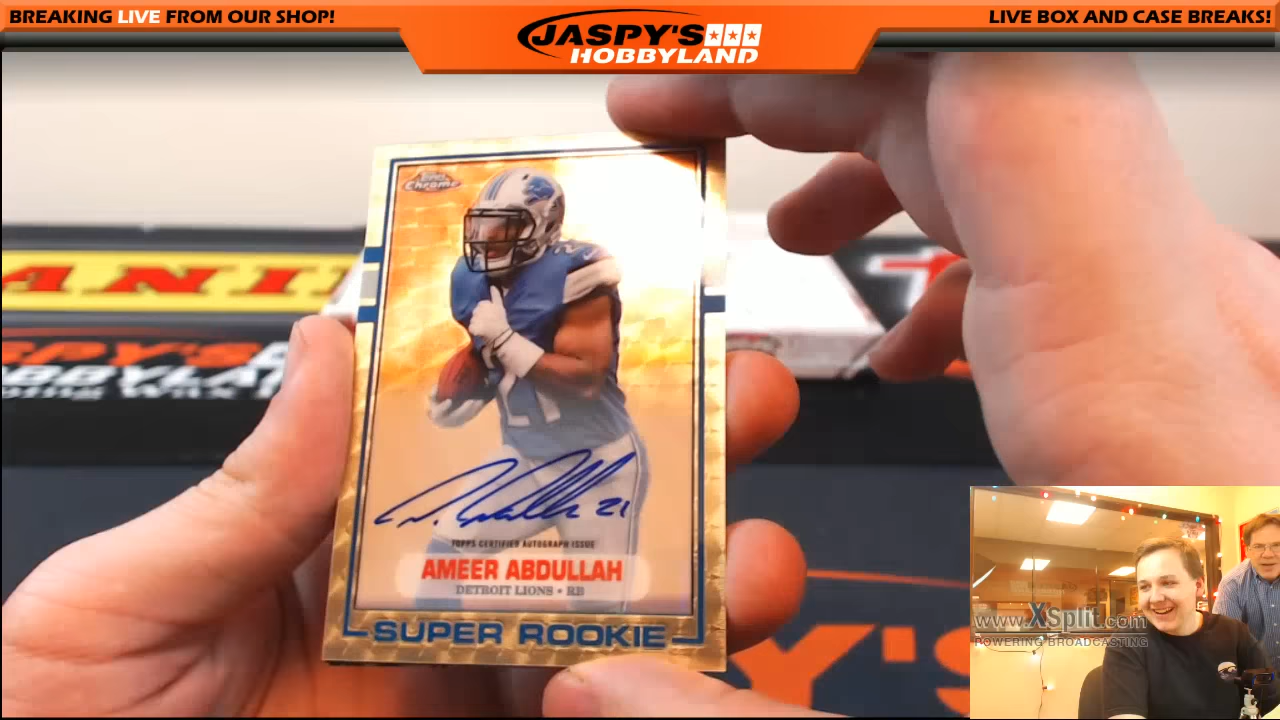 BREAKING LIVE FROM OUR SHOP!
JASPY'S
HOBBYLAND
LIVE BOX AND CASE BREAKS!
Topps
Chrome
21
TOPPS CERTIFIED AUTOGRAPH ISSUE
AMEER ABDULLAH
DETROIT LIONS • RB
SUPER ROOKIE
www.XSplit.com
POWERING BROADCASTING